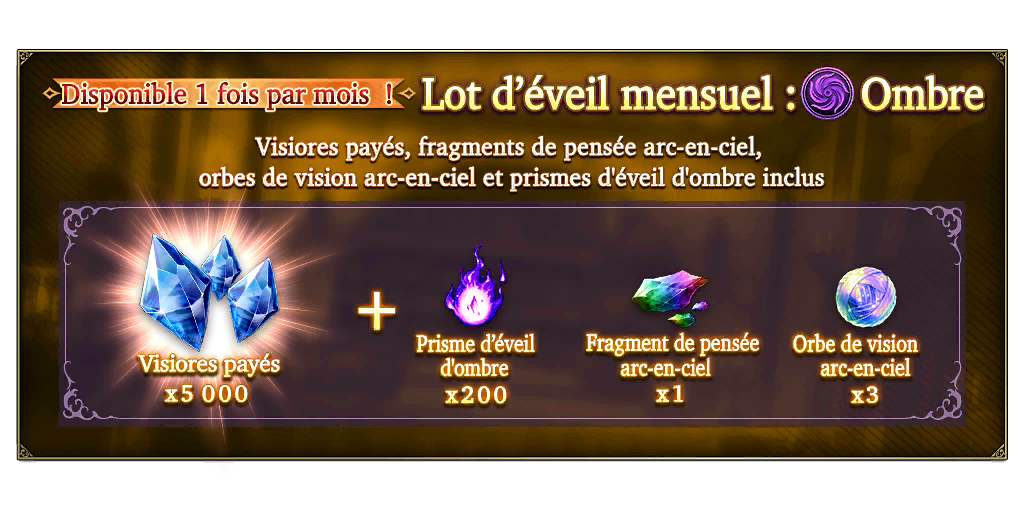 Disponible 1 fois par mois !
Lot d’éveil mensuel : Ombre
Visiores payés, fragments de pensée arc-en-ciel,
orbes de vision arc-en-ciel et prismes d'éveil d'ombre inclus
Visiores payés
x5 000
+
Prisme d’éveil
d'ombre
x200
Fragment de pensée
arc-en-ciel
x1
Orbe de vision
arc-en-ciel
x3